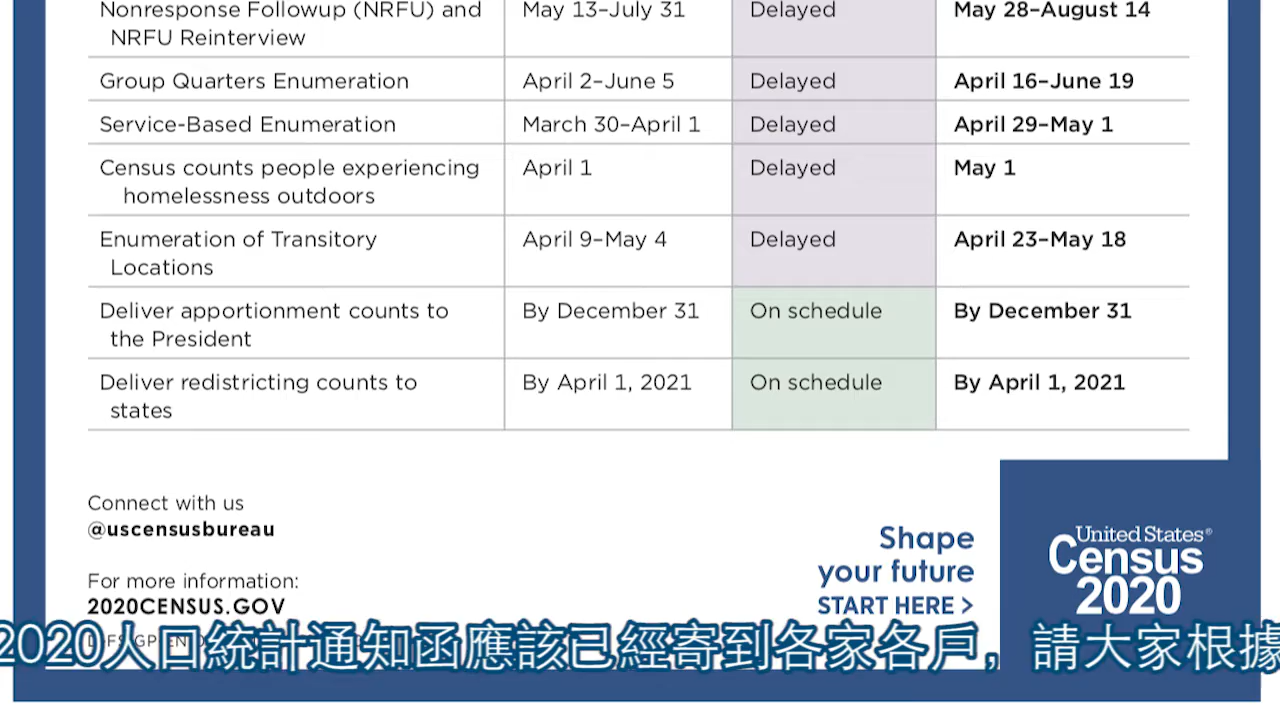 Nonresponse Followup (NRFU) and May 13–July 31 Delayed May 28–August 14
NRFU Reinterview
Group Quarters Enumeration April 2–June 5 Delayed April 16–June 19
Service-Based Enumeration March 30–April 1 Delayed April 29–May 1
Census counts people experiencing April 1 Delayed May 1
homelessness outdoors
Enumeration of Transitory April 9–May 4 Delayed April 23–May 18
Locations
Deliver apportionment counts to By December 31 On schedule By December 31
the President
Deliver redistricting counts to By April 1, 2021 On schedule By April 1, 2021
states
Connect with us
@uscensusbureau
For more information:
2020CENSUS.GOV
Shape
your future
START HERE >
United States®
Census
2020
2020人口統計通知函應該已經寄到各家各戶，請大家根據